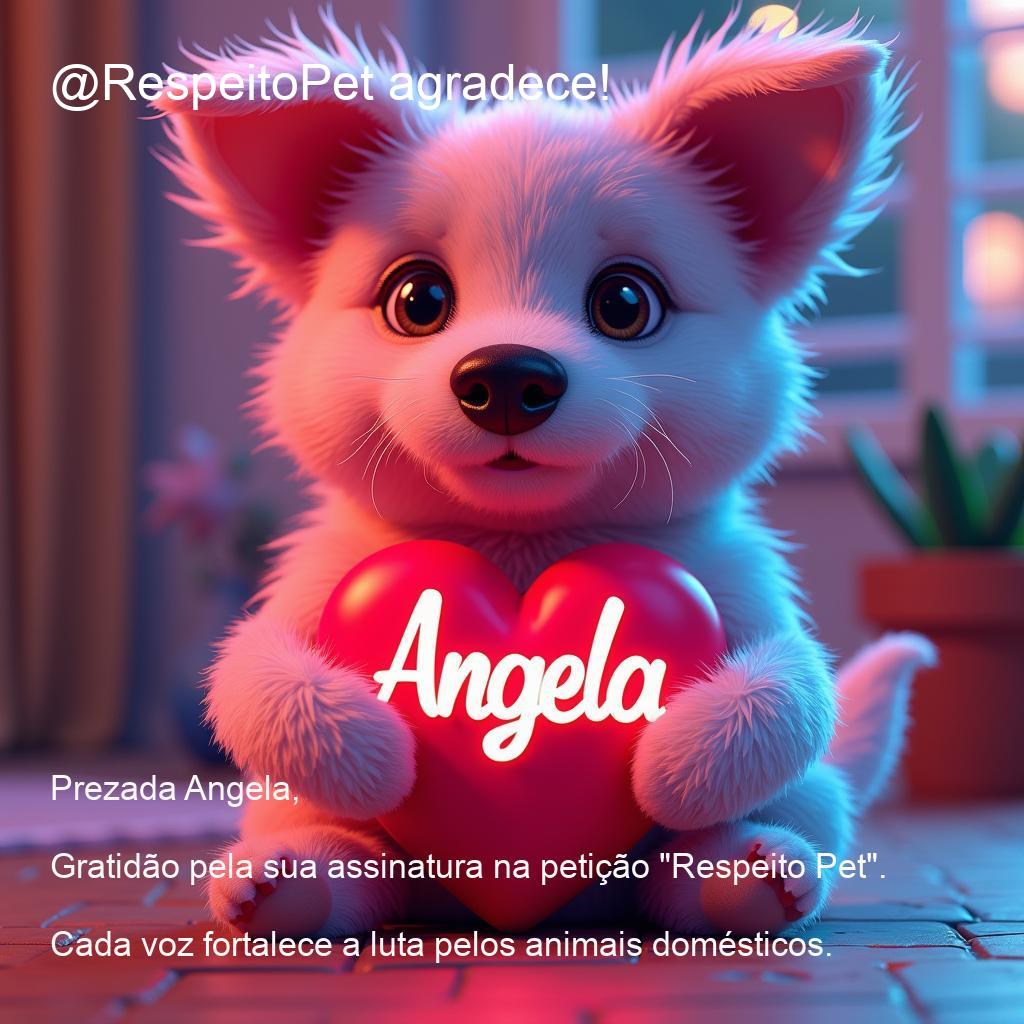 @RespeitoPet agradece!
Angela
Prezada Angela,
Gratidão pela sua assinatura na petição "Respeito Pet".
Cada voz fortalece a luta pelos animais domésticos.